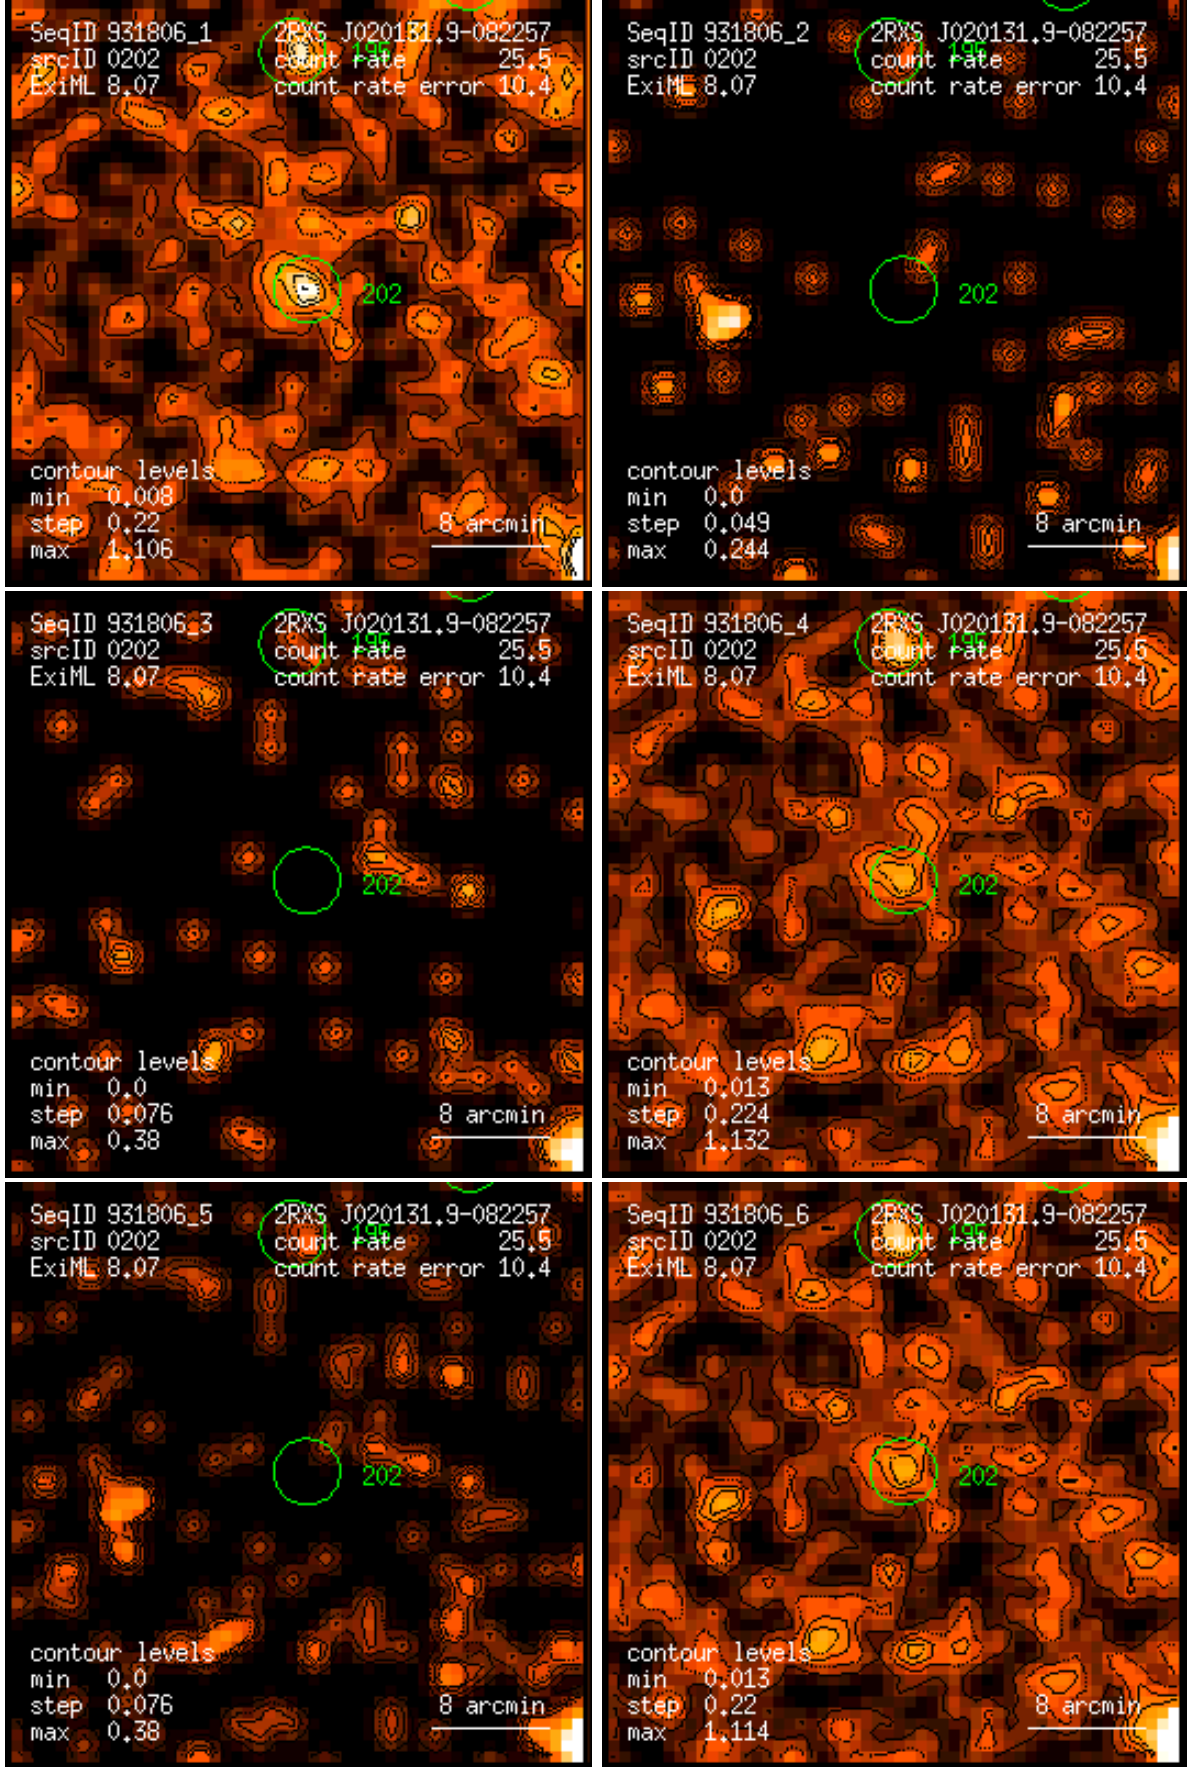 SeqID 931806_1 2RXS J020131.9-082257
srcID 0202 count rate 195 25.5
ExiML 8.07 count rate error 10.4
202
contour levels
min 0.008
step 0.22 8 arcmin
max 1.106
SeqID 931806_2 2RXS J020131.9-082257
srcID 0202 count rate 195 25.5
ExiML 8.07 count rate error 10.4
202
contour levels
min 0.0
step 0.049 8 arcmin
max 0.244
SeqID 931806_3 2RXS J020131.9-082257
srcID 0202 count rate 195 25.5
ExiML 8.07 count rate error 10.4
202
contour levels
min 0.0
step 0.076 8 arcmin
max 0.38
SeqID 931806_4 2RXS J020131.9-082257
srcID 0202 count rate 195 25.5
ExiML 8.07 count rate error 10.4
202
contour levels
min 0.013
step 0.224 8 arcmin
max 1.132
SeqID 931806_5 2RXS J020131.9-082257
srcID 0202 count rate 195 25.5
ExiML 8.07 count rate error 10.4
202
contour levels
min 0.0
step 0.076 8 arcmin
max 0.38
SeqID 931806_6 2RXS J020131.9-082257
srcID 0202 count rate 195 25.5
ExiML 8.07 count rate error 10.4
202
contour levels
min 0.013
step 0.22 8 arcmin
max 1.114